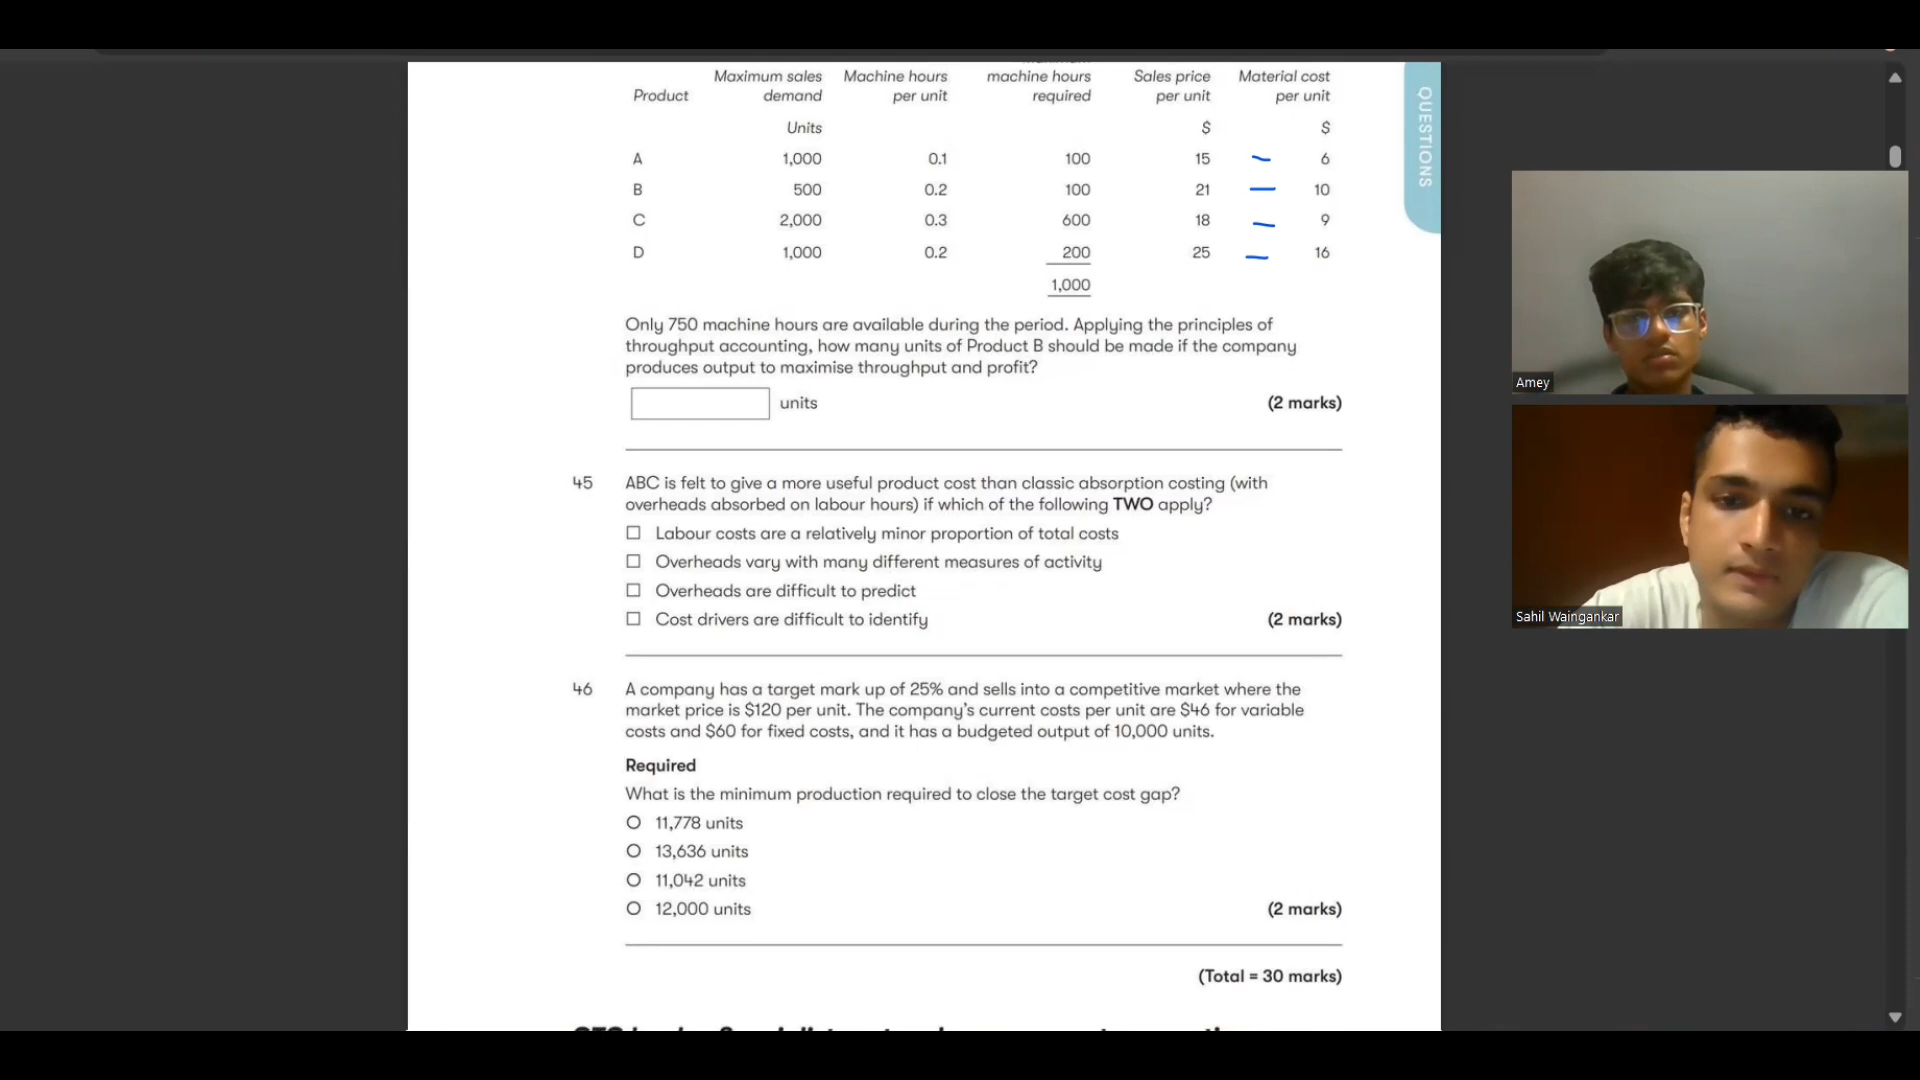 Maximum sales Machine hours machine hours Sales price Material cost
Product demand per unit required per unit per unit
Units $ $
A 1,000 0.1 100 15 6
B 500 0.2 100 21 10
C 2,000 0.3 600 18 9
D 1,000 0.2 200 25 16
1,000
Only 750 machine hours are available during the period. Applying the principles of
throughput accounting, how many units of Product B should be made if the company
produces output to maximise throughput and profit?
units (2 marks)
45 ABC is felt to give a more useful product cost than classic absorption costing (with
overheads absorbed on labour hours) if which of the following TWO apply?
Labour costs are a relatively minor proportion of total costs
Overheads vary with many different measures of activity
Overheads are difficult to predict
Cost drivers are difficult to identify (2 marks)
46 A company has a target mark up of 25% and sells into a competitive market where the
market price is $120 per unit. The company's current costs per unit are $46 for variable
costs and $60 for fixed costs, and it has a budgeted output of 10,000 units.
Required
What is the minimum production required to close the target cost gap?
11,778 units
13,636 units
11,042 units
12,000 units (2 marks)
(Total = 30 marks)
QUESTIONS
Amey
Sahil Waingankar